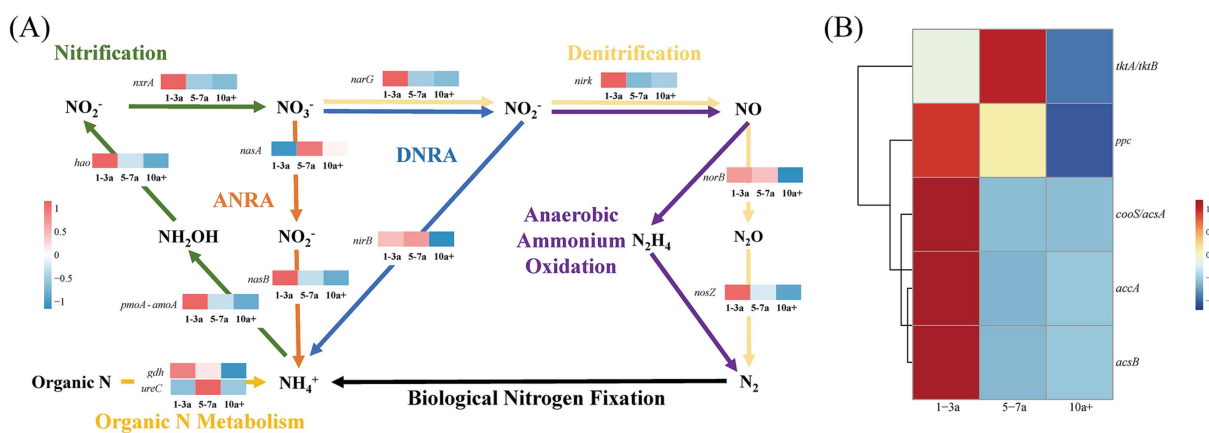 (A)
Nitrification
nxrA
1-3a 5-7a 10a+
narG
1-3a 5-7a 10a+
Denitrification
nirk
1-3a 5-7a 10a+
NO₂⁻
NO₃⁻
NO₂⁻
NO
hao
1-3a 5-7a 10a+
nasA
1-3a 5-7a 10a+
DNRA
norB
1-3a 5-7a 10a+
ANRA
NH₂OH
NO₂⁻
nirB
1-3a 5-7a 10a+
Anaerobic
Ammonium
Oxidation
N₂H₄
N₂O
1
0.5
0
−0.5
−1
pmoA-amoA
1-3a 5-7a 10a+
nasB
1-3a 5-7a 10a+
nosZ
1-3a 5-7a 10a+
Organic N
gdh
ureC
1-3a 5-7a 10a+
NH₄⁺
N₂
Biological Nitrogen Fixation
Organic N Metabolism
(B)
tktA/tktB
ppc
cooS/acsA
accA
acsB
1−3a 5−7a 10a+
1
0.5
0